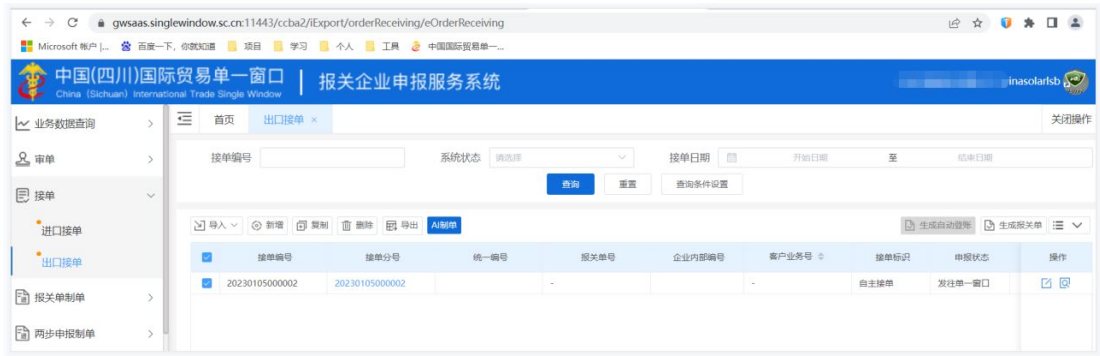 gwsaas.singlewindow.sc.cn:11443/ccba2/iExport/orderReceiving/eOrderReceiving
Microsoft 帐户 |... 百度一下，你就知道 项目 学习 个人 工具 中国国际贸易单一...
中国(四川)国际贸易单一窗口 | 报关企业申报服务系统
China (Sichuan) International Trade Single Window
inasolarlsb
业务数据查询
首页 出口接单 × 关闭操作
审单
接单编号 系统状态 请选择 接单日期 开始日期 至 结束日期
查询 重置 查询条件设置
接单
进口接单
导入 新增 复制 删除 导出 AI制单 生成自动登账 生成报关单
出口接单
接单编号 接单分号 统一编号 报关单号 企业内部编号 客户业务号 接单标识 申报状态 操作
20230105000002 20230105000002 - - 自主接单 发往单一窗口
报关单制单
两步申报制单